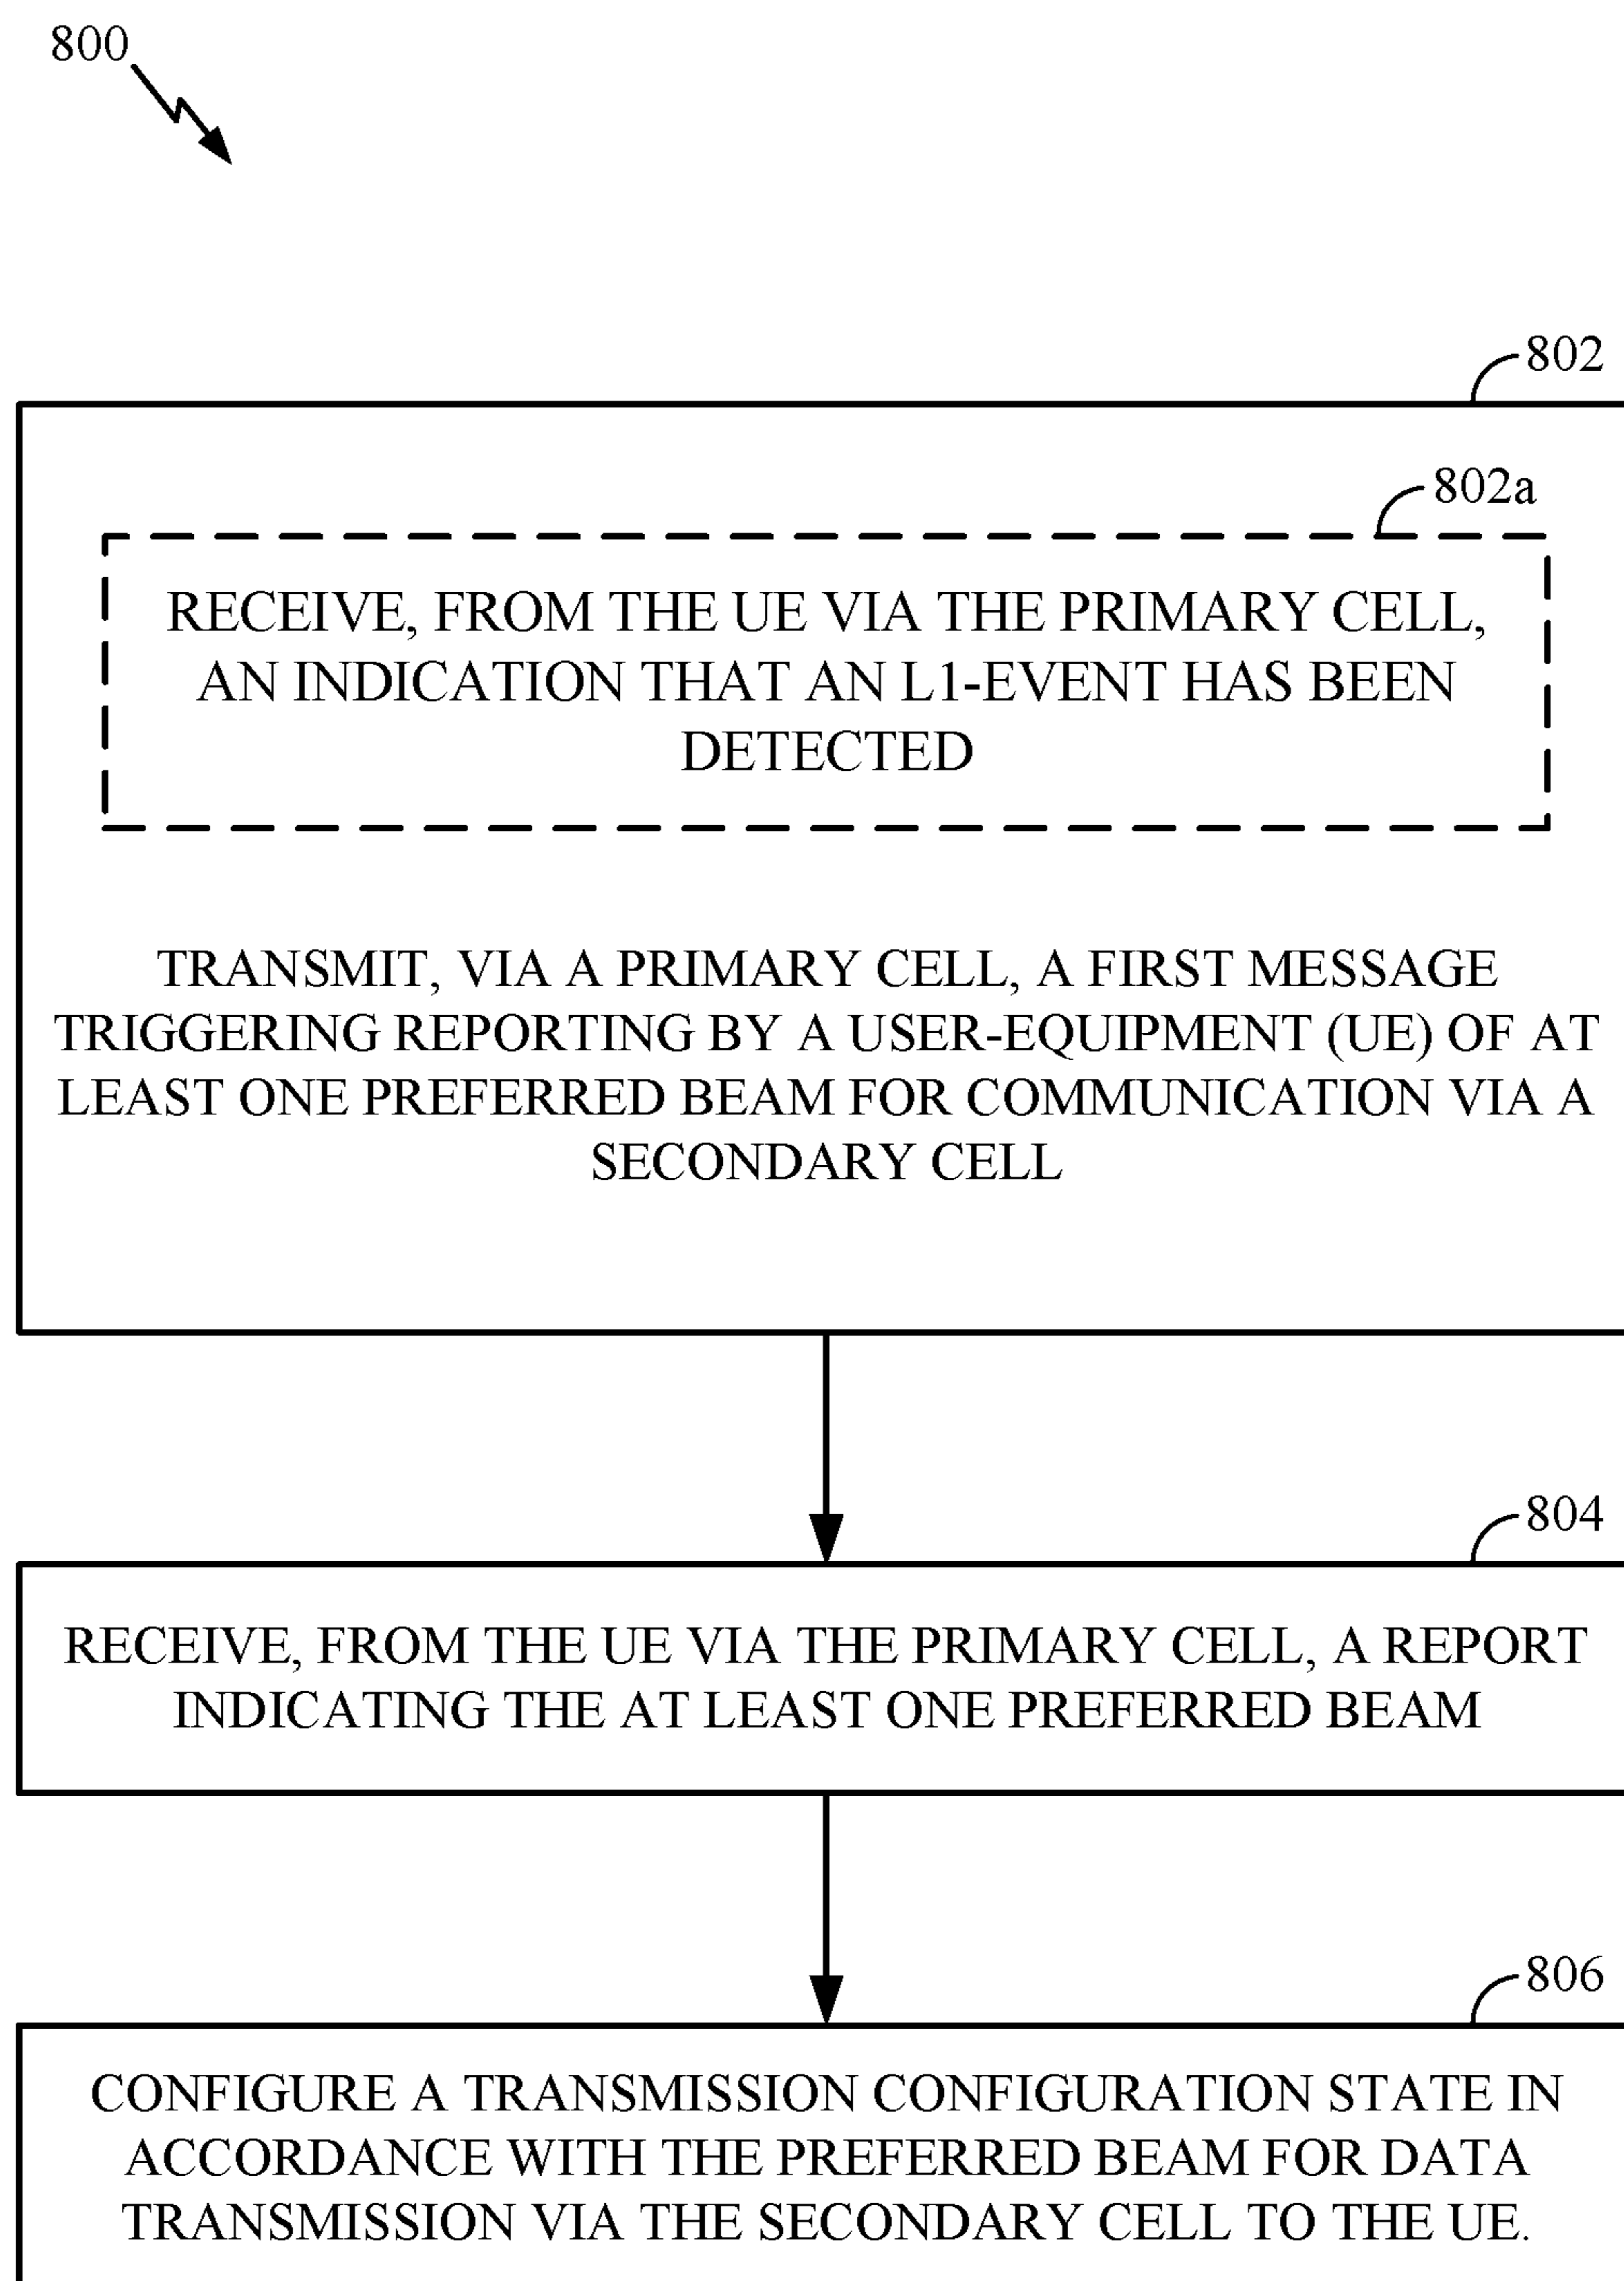 800
802
802a
RECEIVE, FROM THE UE VIA THE PRIMARY CELL,
AN INDICATION THAT AN L1-EVENT HAS BEEN
DETECTED
TRANSMIT, VIA A PRIMARY CELL, A FIRST MESSAGE
TRIGGERING REPORTING BY A USER-EQUIPMENT (UE) OF AT
LEAST ONE PREFERRED BEAM FOR COMMUNICATION VIA A
SECONDARY CELL
804
RECEIVE, FROM THE UE VIA THE PRIMARY CELL, A REPORT
INDICATING THE AT LEAST ONE PREFERRED BEAM
806
CONFIGURE A TRANSMISSION CONFIGURATION STATE IN
ACCORDANCE WITH THE PREFERRED BEAM FOR DATA
TRANSMISSION VIA THE SECONDARY CELL TO THE UE.